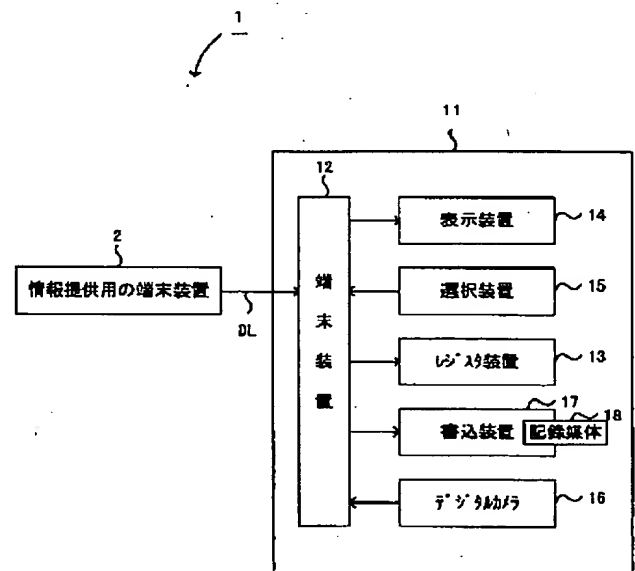 1
11
12
表示装置
14
2
情報提供用の端末装置
DL
端末装置
選択装置
15
レジスタ装置
13
17
書込装置
記録媒体
18
デジタルカメラ
16